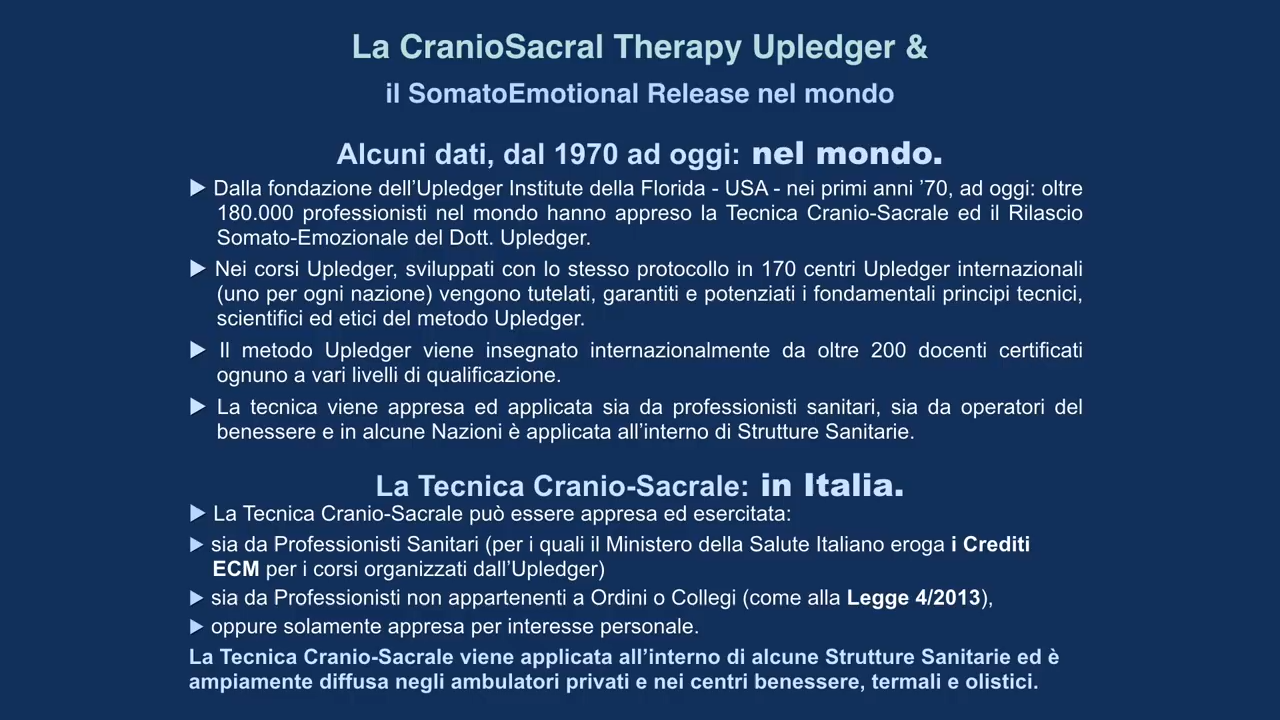 La CranioSacral Therapy Upledger &
il SomatoEmotional Release nel mondo
Alcuni dati, dal 1970 ad oggi: nel mondo.
▶ Dalla fondazione dell’Upledger Institute della Florida - USA - nei primi anni ’70, ad oggi: oltre
180.000 professionisti nel mondo hanno appreso la Tecnica Cranio-Sacrale ed il Rilascio
Somato-Emozionale del Dott. Upledger.
▶ Nei corsi Upledger, sviluppati con lo stesso protocollo in 170 centri Upledger internazionali
(uno per ogni nazione) vengono tutelati, garantiti e potenziati i fondamentali principi tecnici,
scientifici ed etici del metodo Upledger.
▶ Il metodo Upledger viene insegnato internazionalmente da oltre 200 docenti certificati
ognuno a vari livelli di qualificazione.
▶ La tecnica viene appresa ed applicata sia da professionisti sanitari, sia da operatori del
benessere e in alcune Nazioni è applicata all’interno di Strutture Sanitarie.
La Tecnica Cranio-Sacrale: in Italia.
▶ La Tecnica Cranio-Sacrale può essere appresa ed esercitata:
▶ sia da Professionisti Sanitari (per i quali il Ministero della Salute Italiano eroga i Crediti
ECM per i corsi organizzati dall’Upledger)
▶ sia da Professionisti non appartenenti a Ordini o Collegi (come alla Legge 4/2013),
▶ oppure solamente appresa per interesse personale.
La Tecnica Cranio-Sacrale viene applicata all’interno di alcune Strutture Sanitarie ed è
ampiamente diffusa negli ambulatori privati e nei centri benessere, termali e olistici.